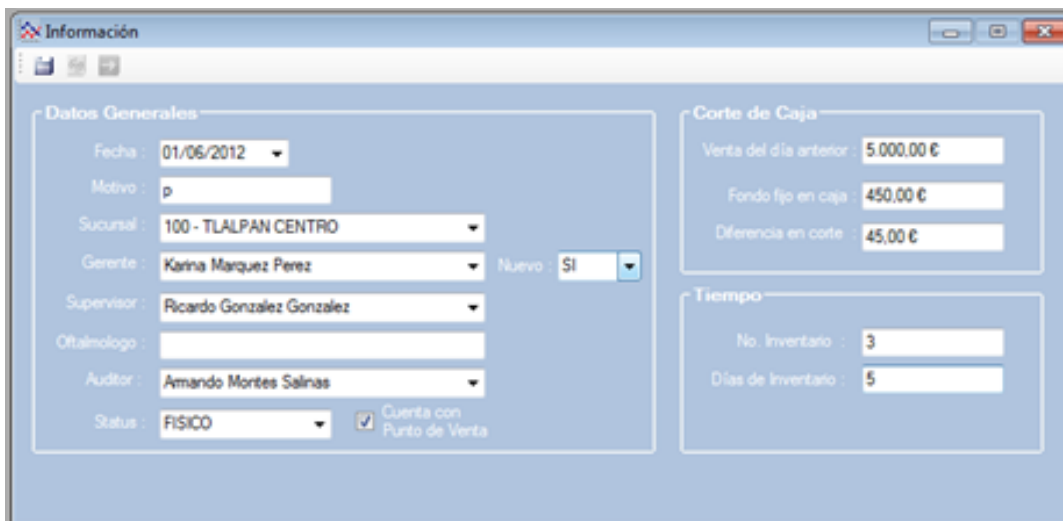 Información
Datos Generales
Fecha : 01/06/2012
Motivo : p
Sucursal : 100 - TLALPAN CENTRO
Gerente : Karina Marquez Perez Nuevo : SI
Supervisor : Ricardo Gonzalez Gonzalez
Oftalmologo :
Auditor : Armando Montes Salinas
Status : FISICO Cuenta con
Punto de Venta
Corte de Caja
Venta del día anterior : 5.000,00 €
Fondo fijo en caja : 450,00 €
Diferencia en corte : 45,00 €
Tiempo
No. Inventario : 3
Días de Inventario : 5